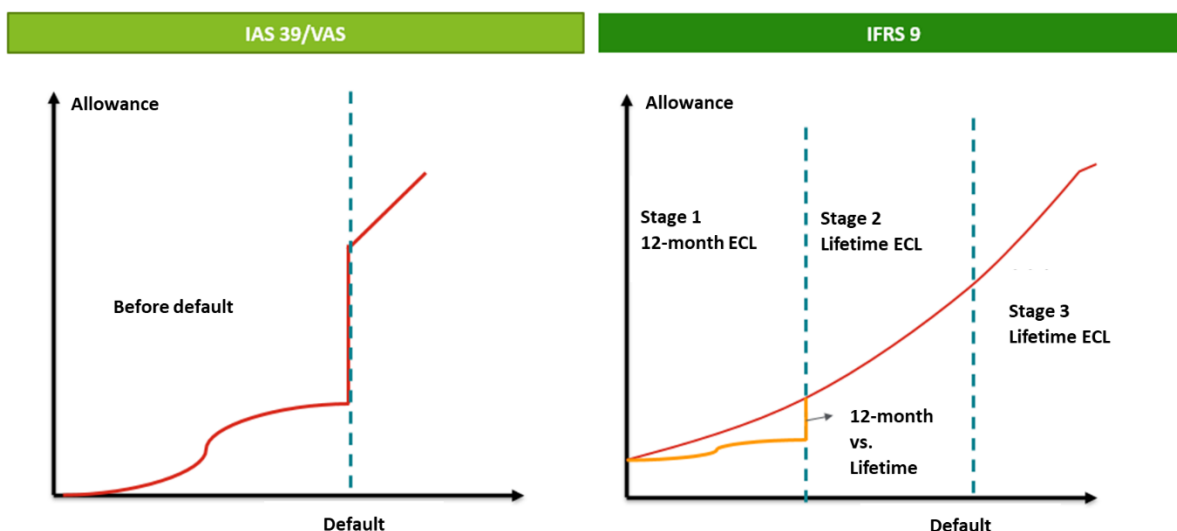 IAS 39/VAS
Allowance
Before default
Default
IFRS 9
Allowance
Stage 1
12-month ECL
Stage 2
Lifetime ECL
Stage 3
Lifetime ECL
12-month
vs.
Lifetime
Default